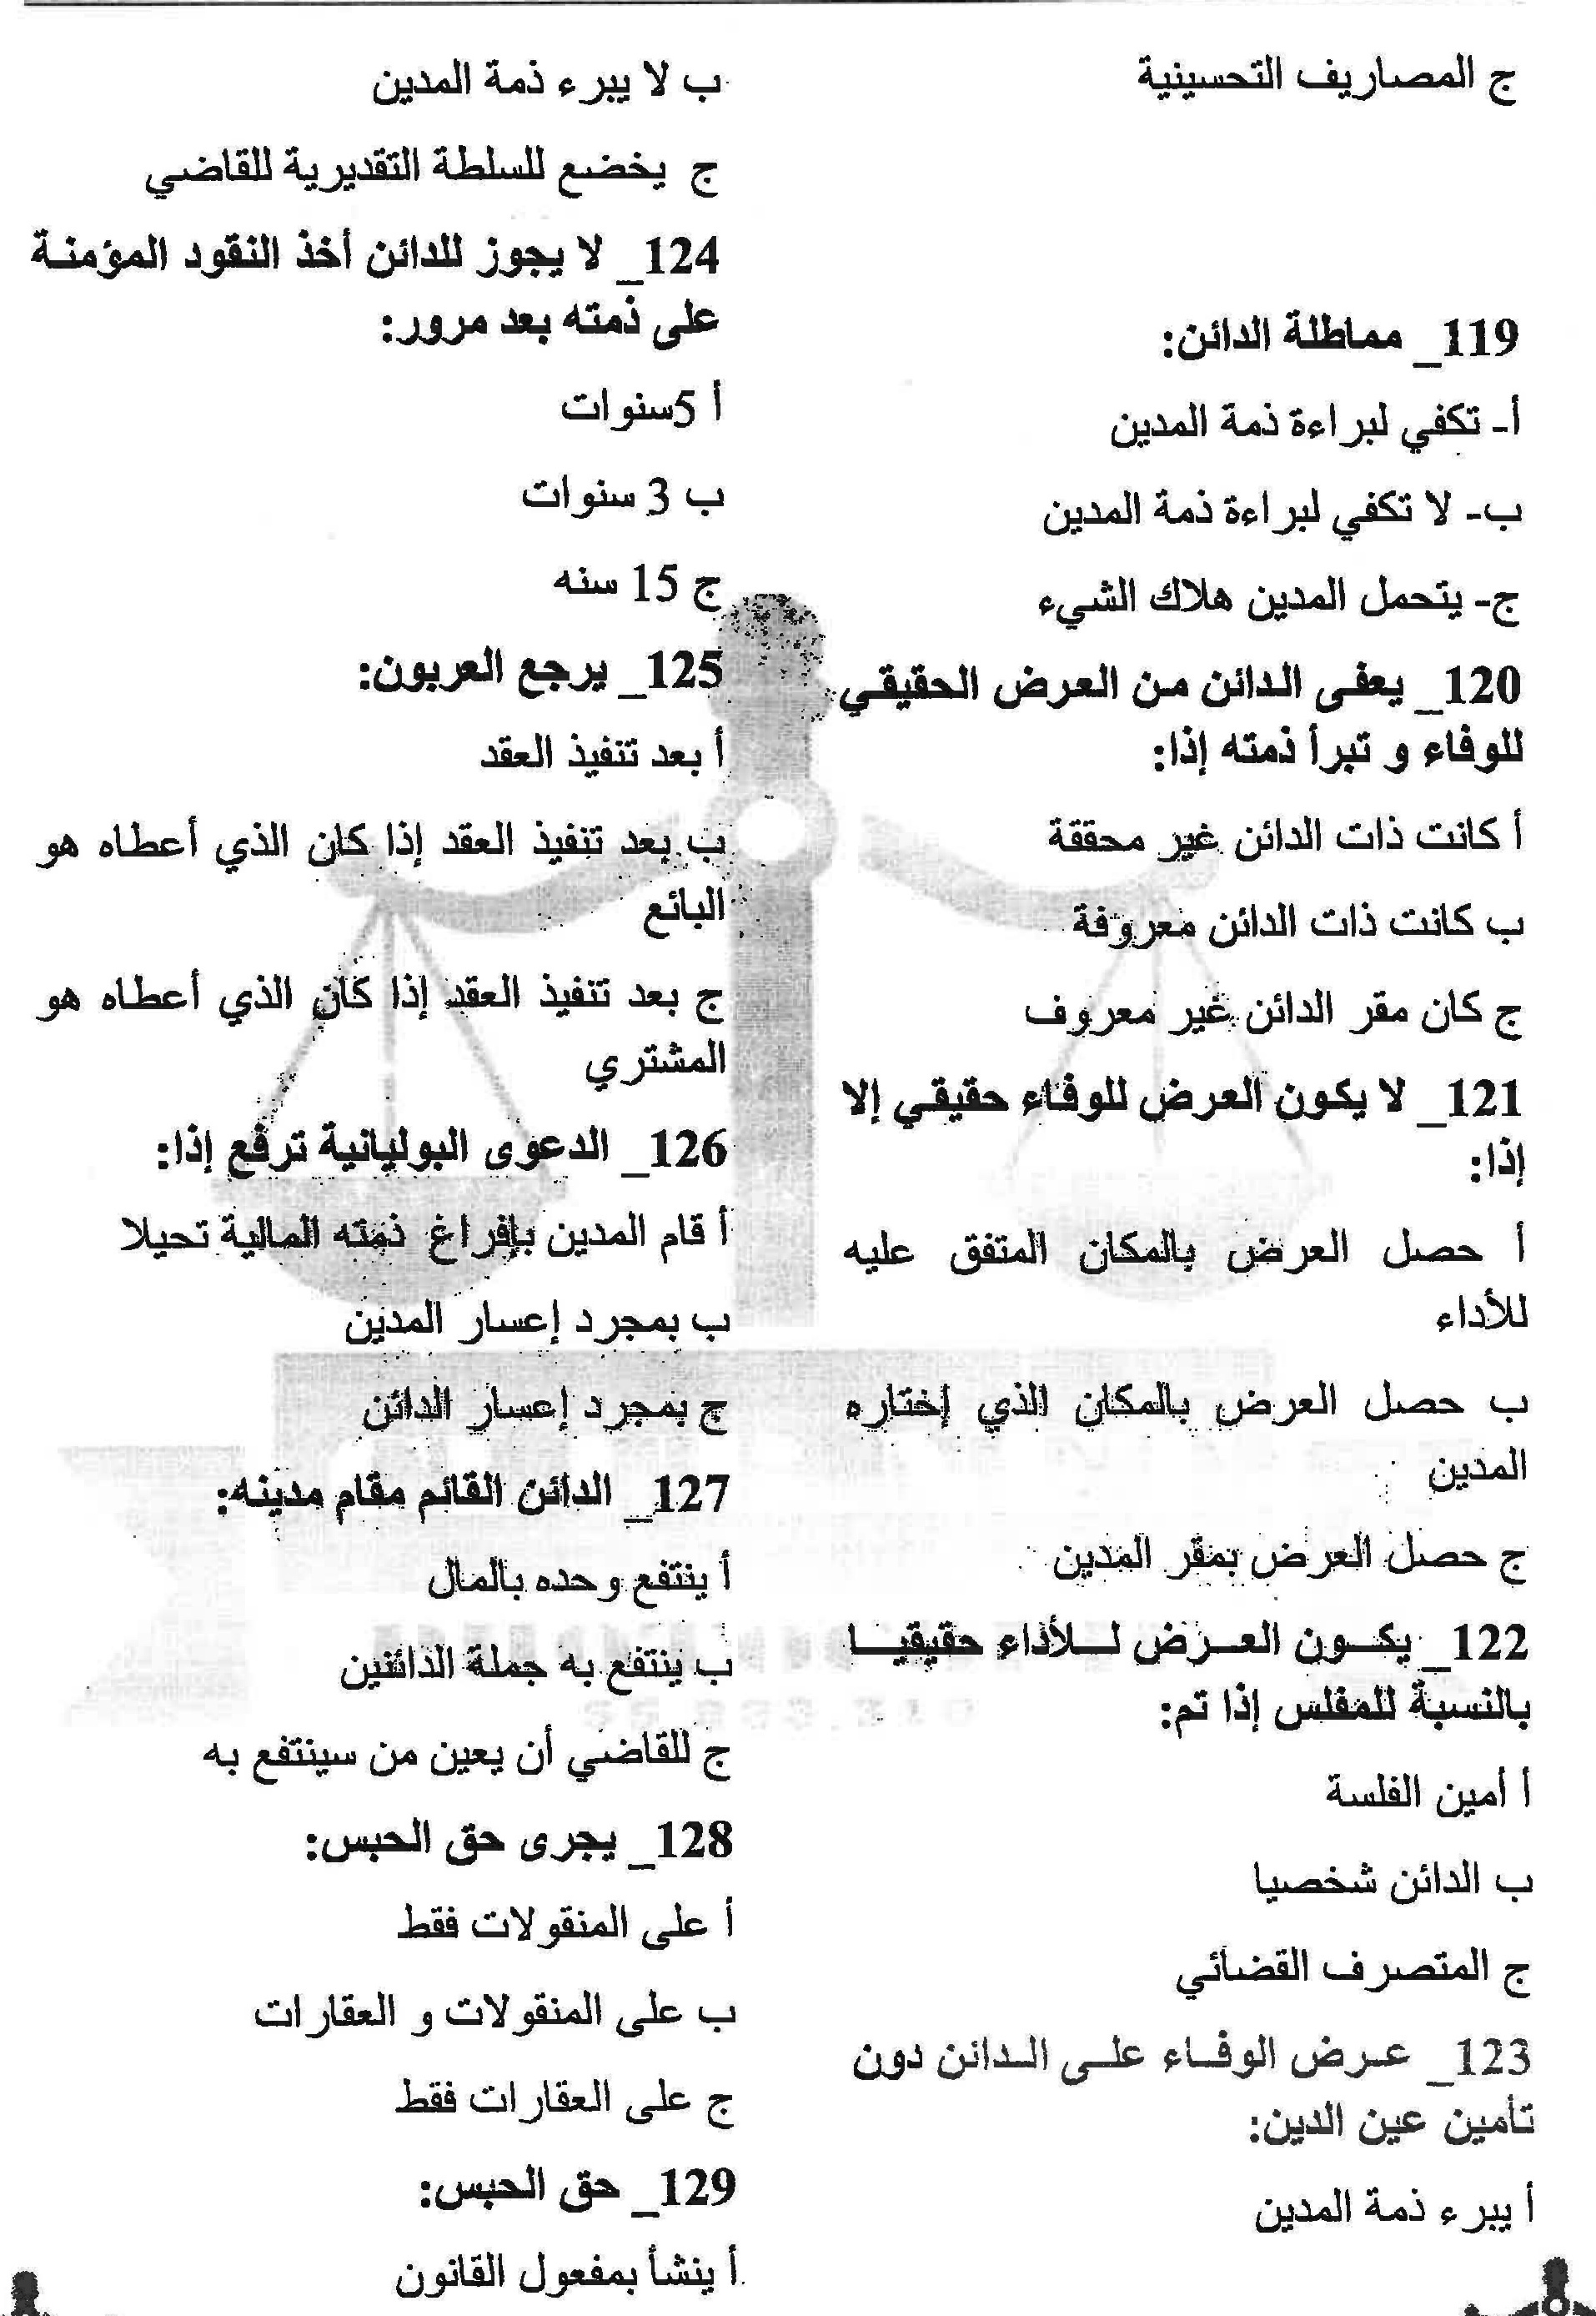 ج المصاريف التحسينية
119_ مماطلة الدائن:
أ- تكفي لبراءة ذمة المدين
ب- لا تكفي لبراءة ذمة المدين
ج- يتحمل المدين هلاك الشيء
120_ يعفى الدائن من العرض الحقيقي
للوفاء و تبرأ ذمته إذا:
أ كانت ذات الدائن غير محققة
ب كانت ذات الدائن معروفة
ج كان مقر الدائن غير معروف
121_ لا يكون العرض للوفاء حقيقي إلا
إذا:
أ حصل العرض بالمكان المتفق عليه
للأداء
ب حصل العرض بالمكان الذي إختاره
المدين
ج حصل العرض بمقر المدين
122_ يكون العرض للأداء حقيقيا
بالنسبة للمفلس إذا تم:
أ أمين الفلسة
ب الدائن شخصيا
ج المتصرف القضائي
123_ عرض الوفاء على الدائن دون
تأمين عين الدين:
أ يبرء ذمة المدين
ب لا يبرء ذمة المدين
ج يخضع للسلطة التقديرية للقاضي
124_ لا يجوز للدائن أخذ النقود المؤمنة
على ذمته بعد مرور:
أ 5سنوات
ب 3 سنوات
ج 15 سنه
125_ يرجع العربون:
أ بعد تنفيذ العقد
ب بعد تنفيذ العقد إذا كان الذي أعطاه هو
البائع
ج بعد تنفيذ العقد إذا كان الذي أعطاه هو
المشتري
126_ الدعوى البوليانية ترفع إذا:
أ قام المدين بإفراغ ذمته المالية تحيلا
ب بمجرد إعسار المدين
ج بمجرد إعسار الدائن
127_ الدائن القائم مقام مدينه:
أ ينتفع وحده بالمال
ب ينتفع به جملة الدائنين
ج للقاضي أن يعين من سينتفع به
128_ يجرى حق الحبس:
أ على المنقولات فقط
ب على المنقولات و العقارات
ج على العقارات فقط
129_ حق الحبس:
أ ينشأ بمفعول القانون